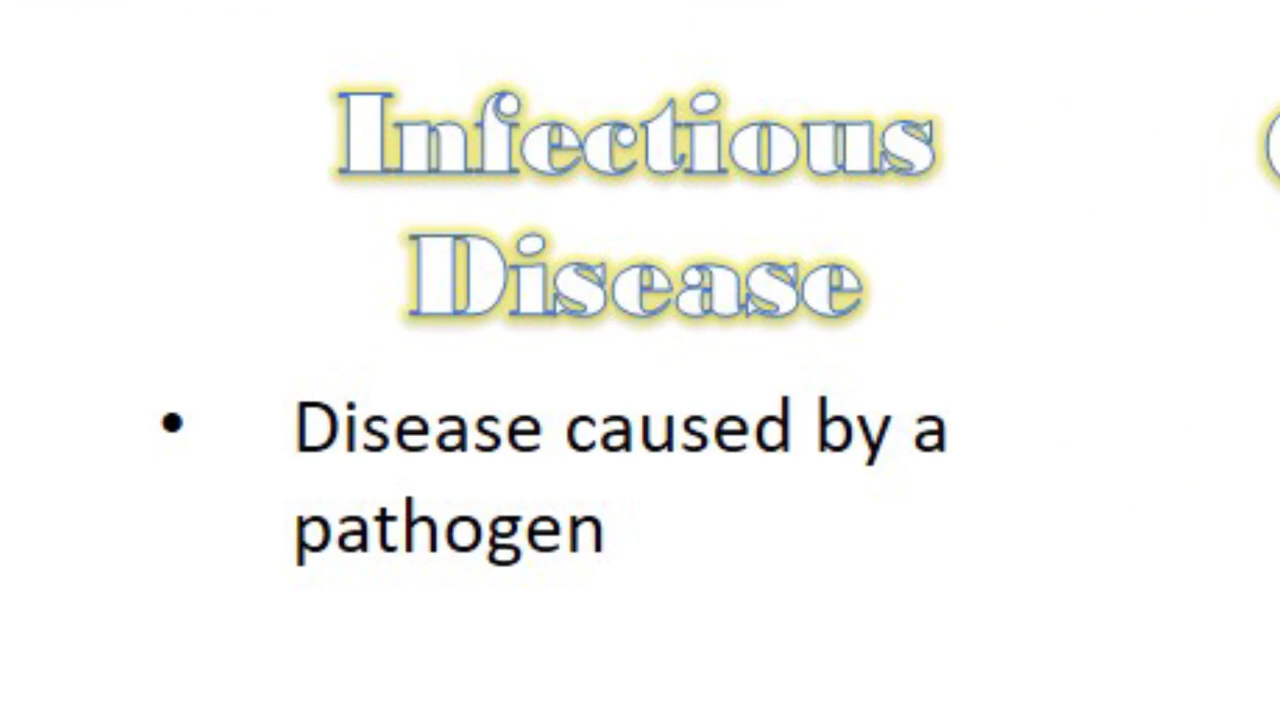 Infectious
Disease
• Disease caused by a
pathogen